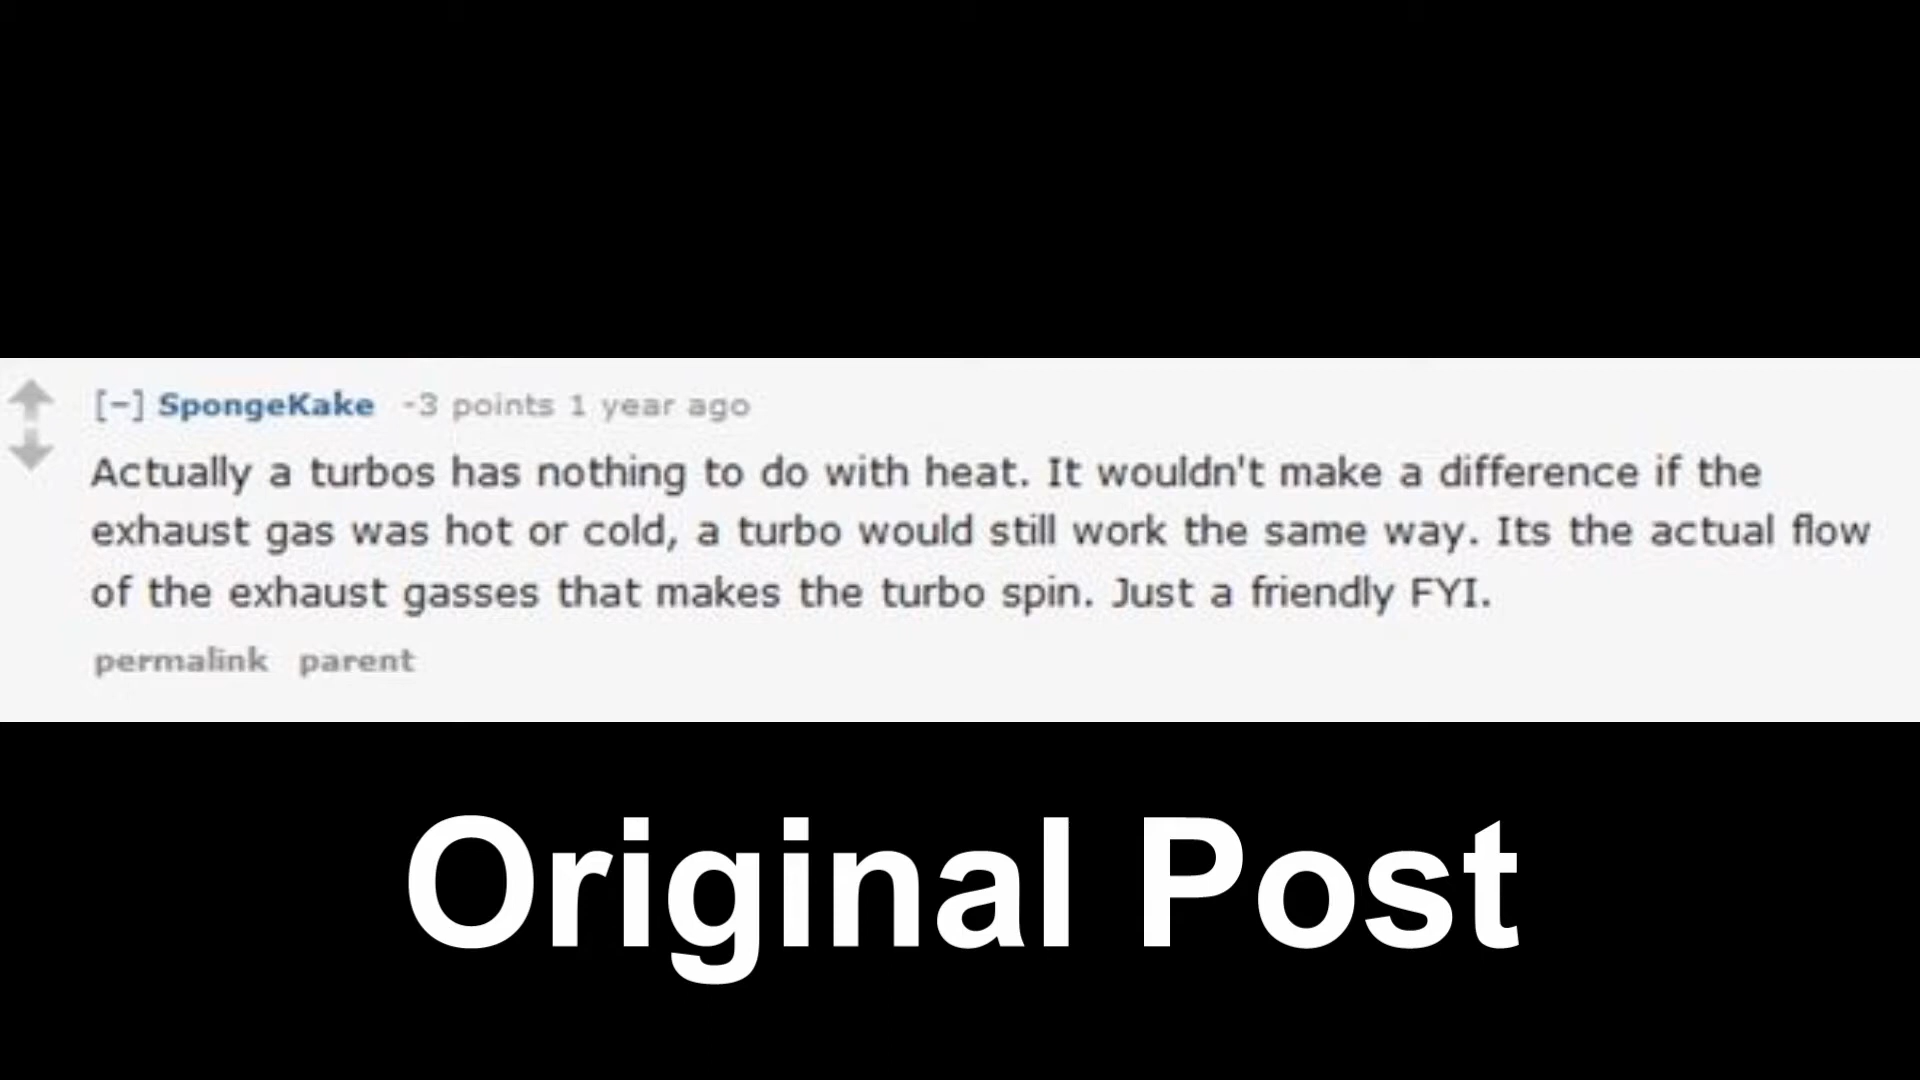 [−] SpongeKake -3 points 1 year ago
Actually a turbos has nothing to do with heat. It wouldn't make a difference if the
exhaust gas was hot or cold, a turbo would still work the same way. Its the actual flow
of the exhaust gasses that makes the turbo spin. Just a friendly FYI.
permalink parent
Original Post